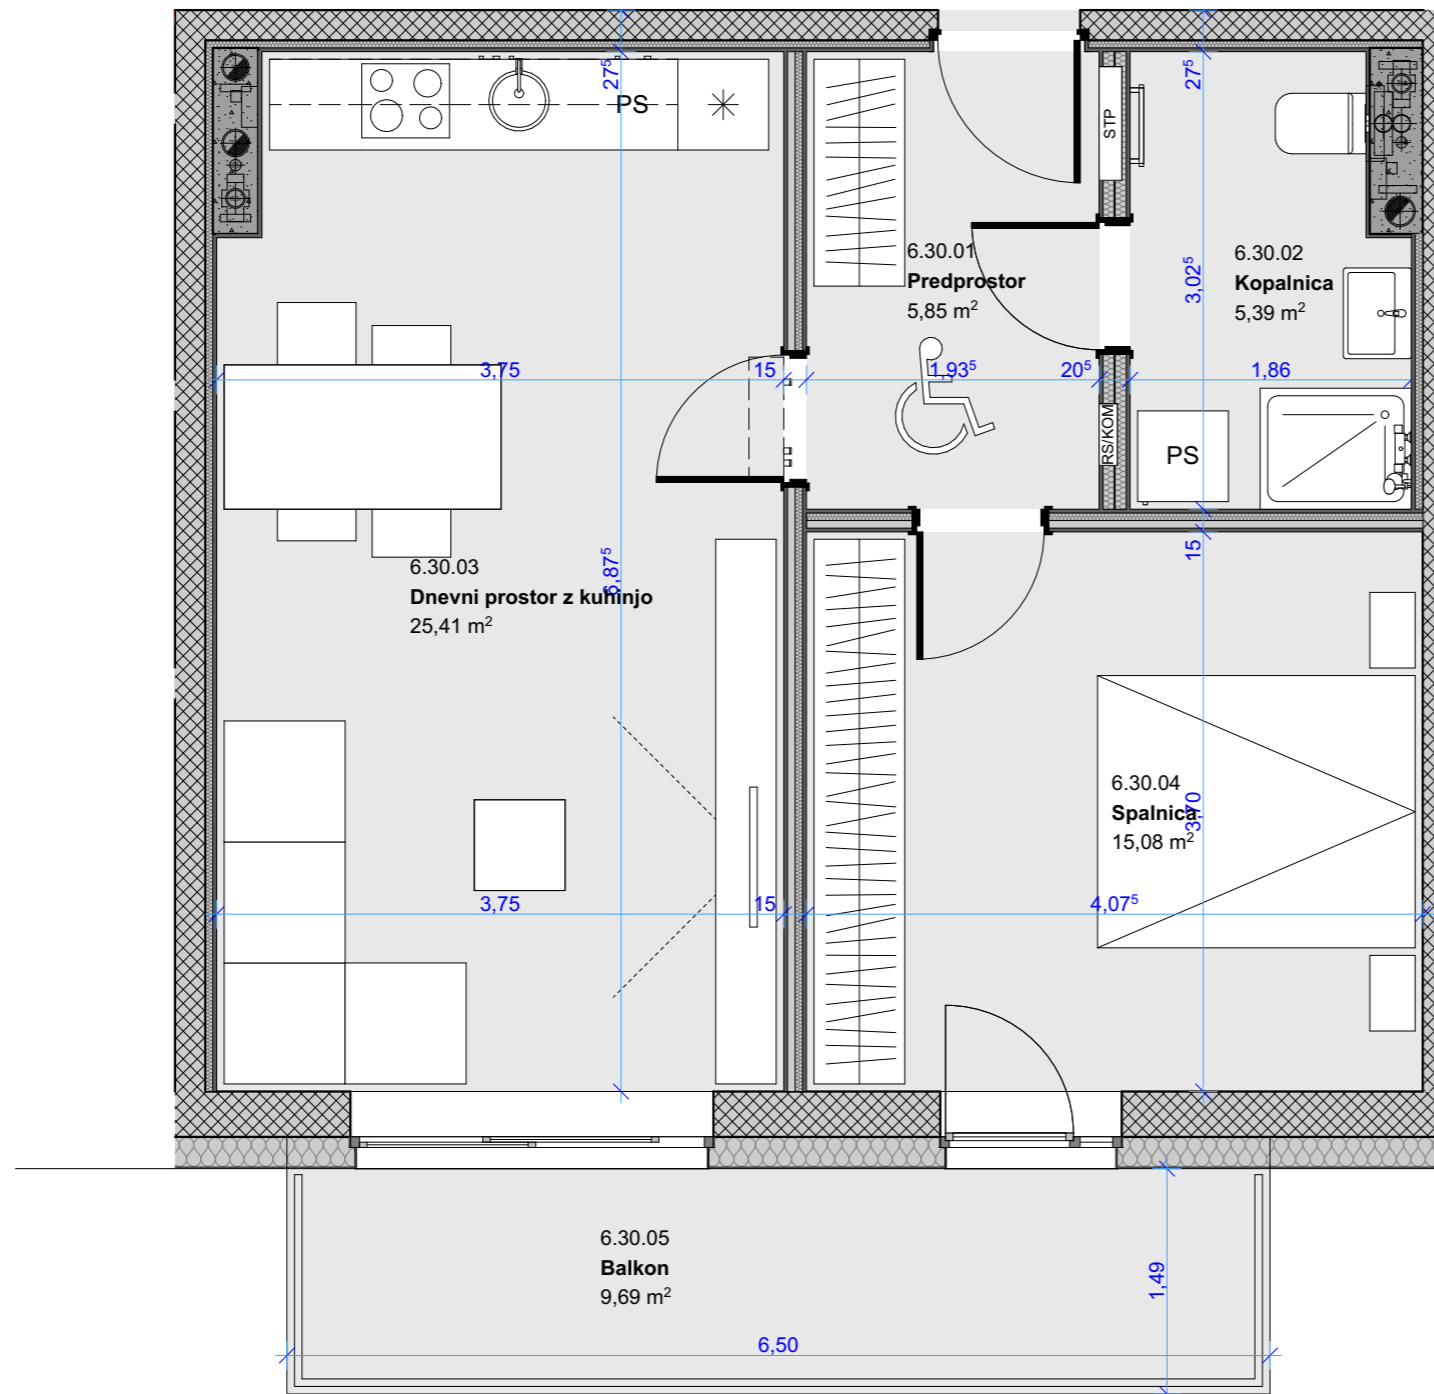 27⁵
27⁵
PS
STP
6.30.01
Predprostor
5,85 m²
6.30.02
Kopalnica
5,39 m²
3,02⁵
3,75
15
1,93⁵
20⁵
1,86
RS/KOM
PS
15
6.30.03
Dnevni prostor z kuhinjo
25,41 m²
6,87⁵
6.30.04
Spalnica
15,08 m²
3,70
3,75
15
4,07⁵
6.30.05
Balkon
9,69 m²
1,49
6,50